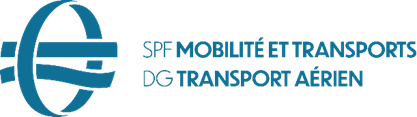 SPF MOBILITÉ ET TRANSPORTS
DG TRANSPORT AÉRIEN